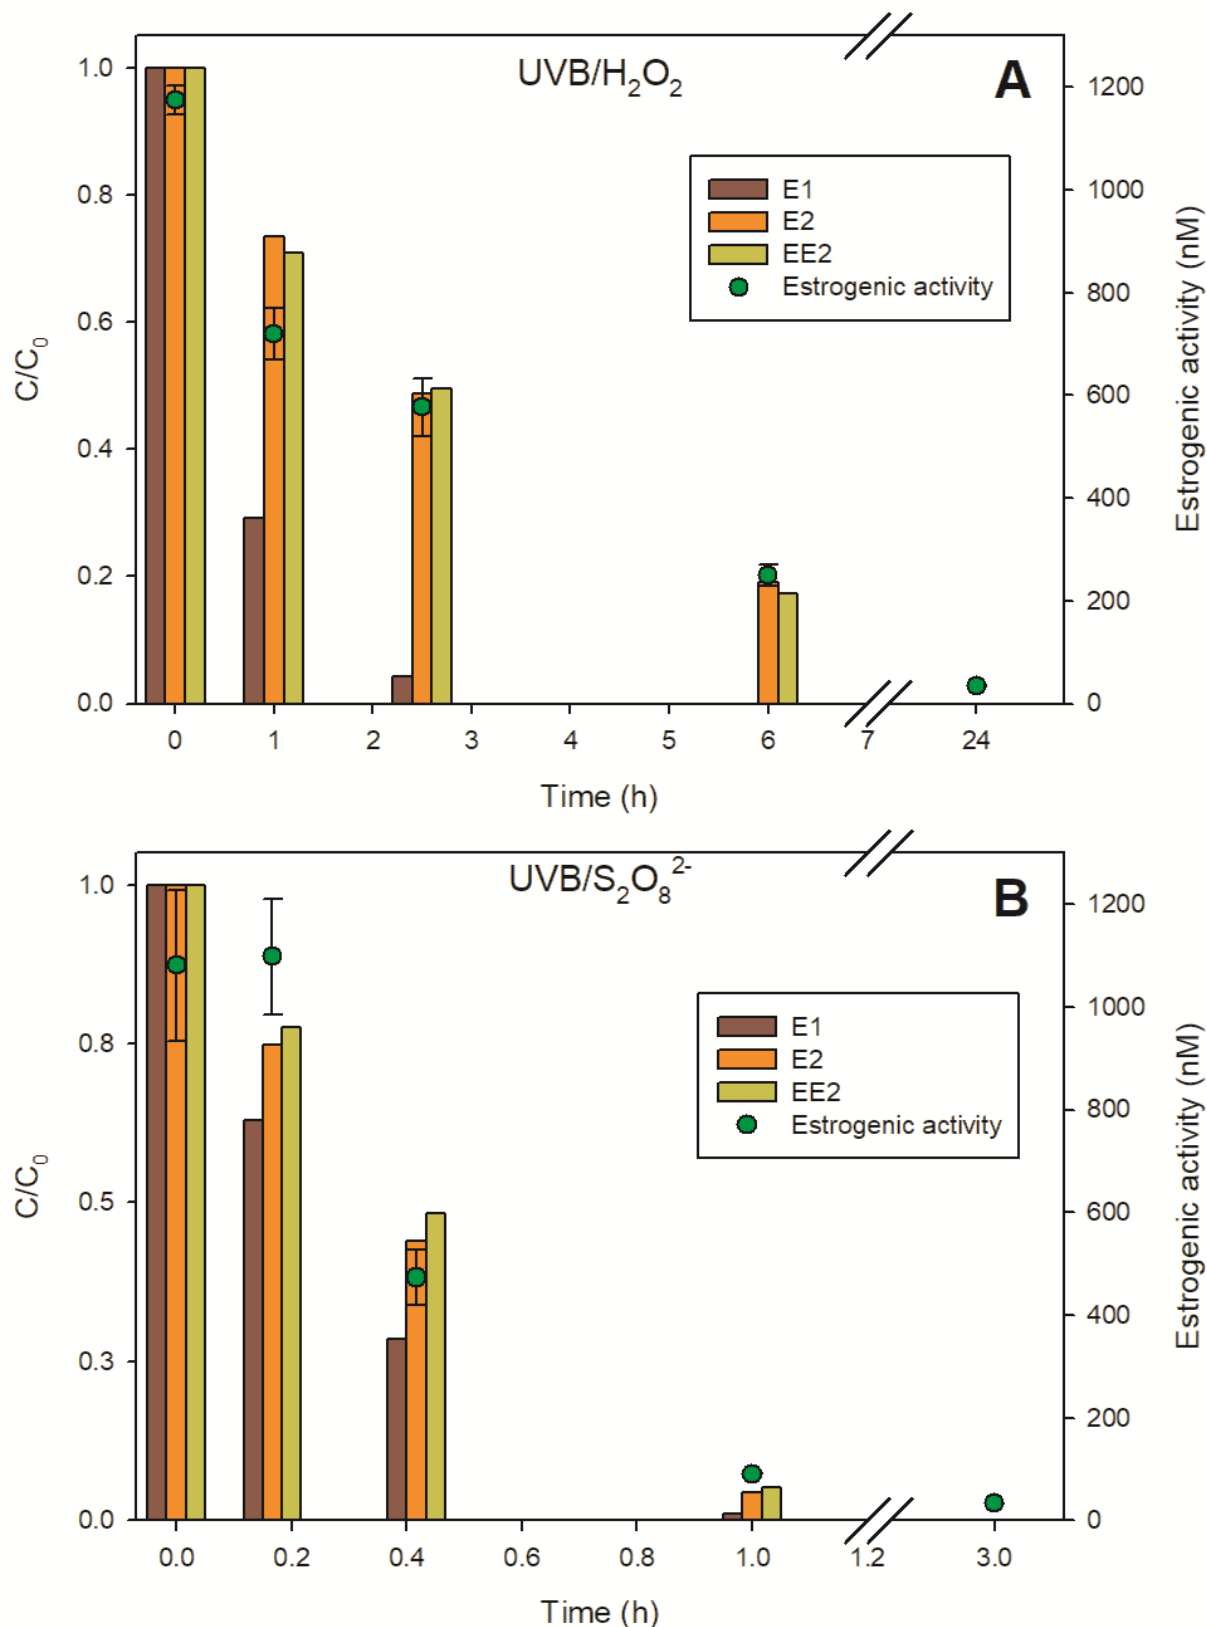 UVB/H₂O₂
A
1.0
0.8
0.6
0.4
0.2
0.0
C/C₀
E1
E2
EE2
Estrogenic activity
1200
1000
800
600
400
200
0
Estrogenic activity (nM)
0 1 2 3 4 5 6 7 24
Time (h)
UVB/S₂O₈²⁻
B
1.0
0.8
0.5
0.3
0.0
C/C₀
E1
E2
EE2
Estrogenic activity
1200
1000
800
600
400
200
0
Estrogenic activity (nM)
0.0 0.2 0.4 0.6 0.8 1.0 1.2 3.0
Time (h)